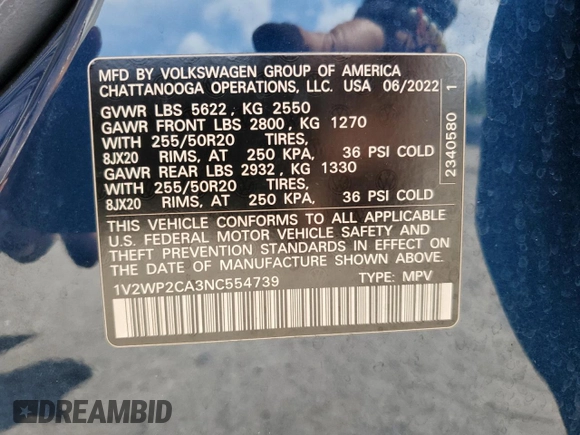 MFD BY VOLKSWAGEN GROUP OF AMERICA
CHATTANOOGA OPERATIONS, LLC. USA 06/2022
GVWR LBS 5622, KG 2550
GAWR FRONT LBS 2800, KG 1270
WITH 255/50R20 TIRES,
8JX20 RIMS, AT 250 KPA, 36 PSI COLD
GAWR REAR LBS 2932, KG 1330
WITH 255/50R20 TIRES,
8JX20 RIMS, AT 250 KPA, 36 PSI COLD
THIS VEHICLE CONFORMS TO ALL APPLICABLE
U.S. FEDERAL MOTOR VEHICLE SAFETY AND
THEFT PREVENTION STANDARDS IN EFFECT ON
THE DATE OF MANUFACTURE SHOWN ABOVE.
1V2WP2CA3NC554739 TYPE: MPV
2340580 1
DREAMBID